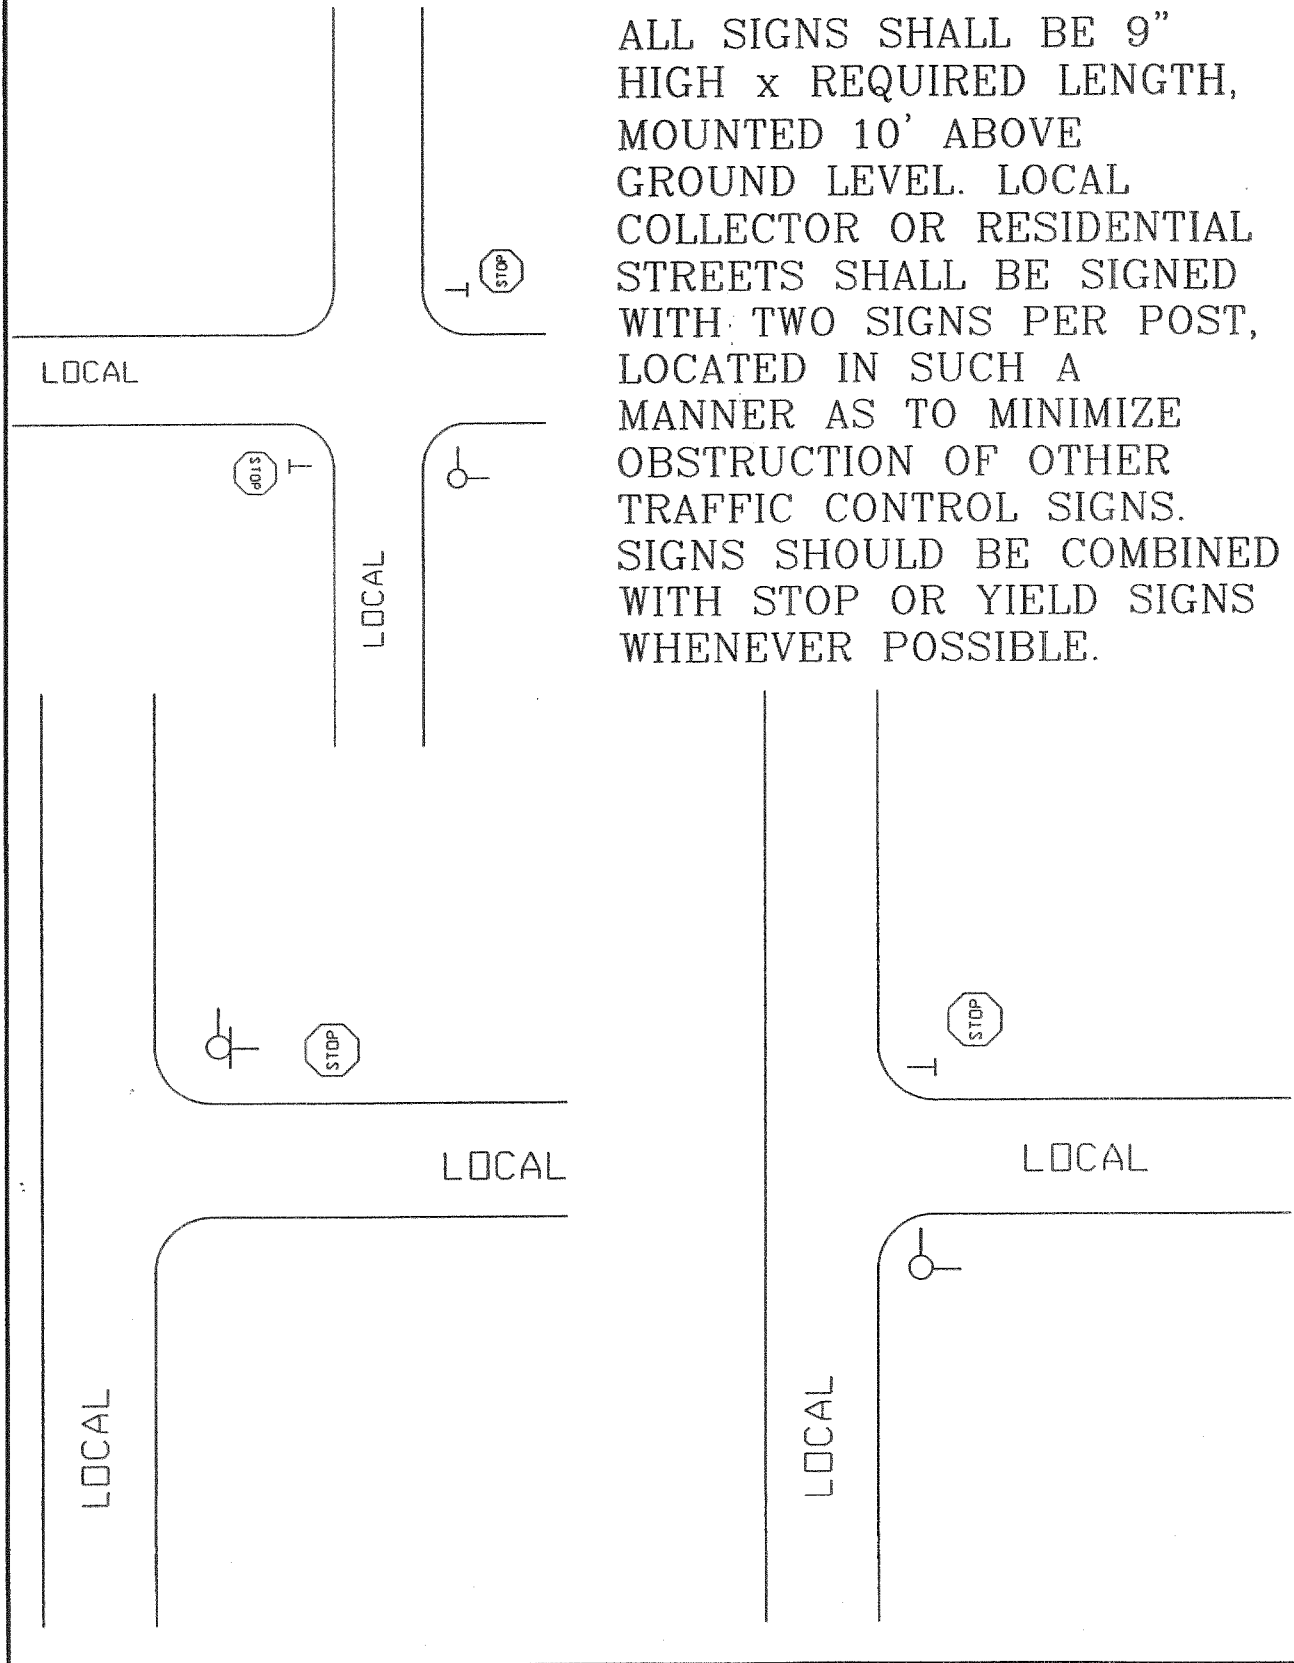 ALL SIGNS SHALL BE 9"
HIGH x REQUIRED LENGTH,
MOUNTED 10' ABOVE
GROUND LEVEL. LOCAL
COLLECTOR OR RESIDENTIAL
STREETS SHALL BE SIGNED
WITH TWO SIGNS PER POST,
LOCATED IN SUCH A
MANNER AS TO MINIMIZE
OBSTRUCTION OF OTHER
TRAFFIC CONTROL SIGNS.
SIGNS SHOULD BE COMBINED
WITH STOP OR YIELD SIGNS
WHENEVER POSSIBLE.
STOP
LOCAL
STOP
LOCAL
STOP
LOCAL
LOCAL
STOP
LOCAL
LOCAL